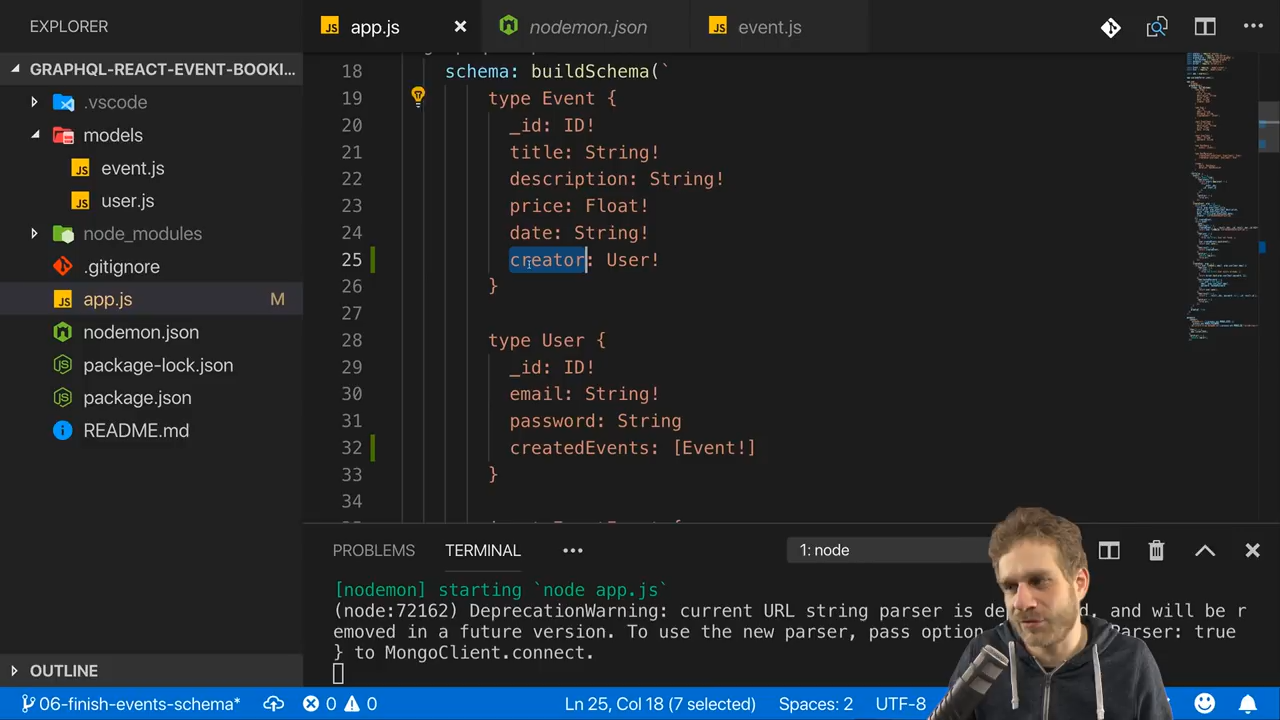 EXPLORER
app.js
nodemon.json
event.js
GRAPHQL-REACT-EVENT-BOOKI...
.vscode
models
event.js
user.js
node_modules
.gitignore
app.js M
nodemon.json
package-lock.json
package.json
README.md
OUTLINE
18 schema: buildSchema(`
19 type Event {
20 _id: ID!
21 title: String!
22 description: String!
23 price: Float!
24 date: String!
25 creator: User!
26 }
27
28 type User {
29 _id: ID!
30 email: String!
31 password: String
32 createdEvents: [Event!]
33 }
34
PROBLEMS TERMINAL ••• 1: node
[nodemon] starting `node app.js`
(node:72162) DeprecationWarning: current URL string parser is de d, and will be r
emoved in a future version. To use the new parser, pass option Parser: true
} to MongoClient.connect.
06-finish-events-schema* 0 0 Ln 25, Col 18 (7 selected) Spaces: 2 UTF-8